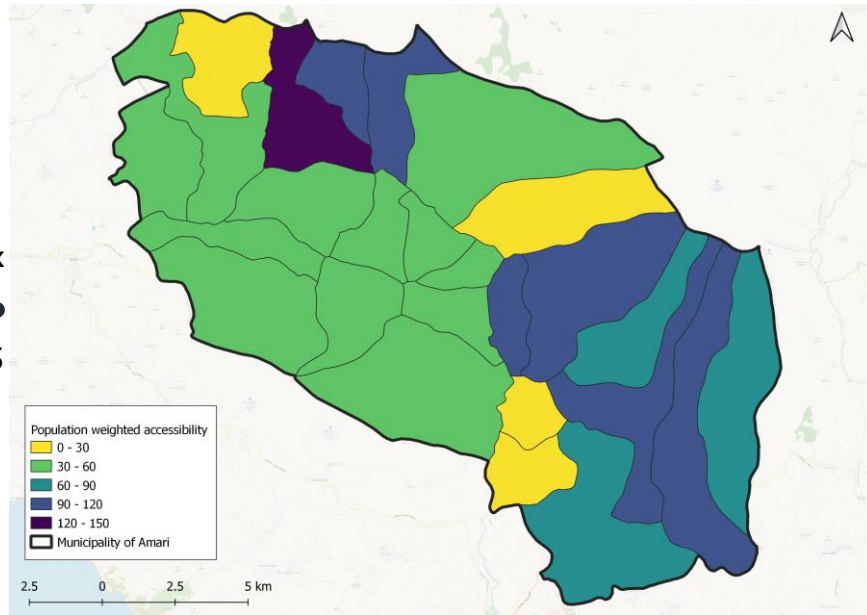 Population weighted accessibility
0 - 30
30 - 60
60 - 90
90 - 120
120 - 150
Municipality of Amari
2.5 0 2.5 5 km